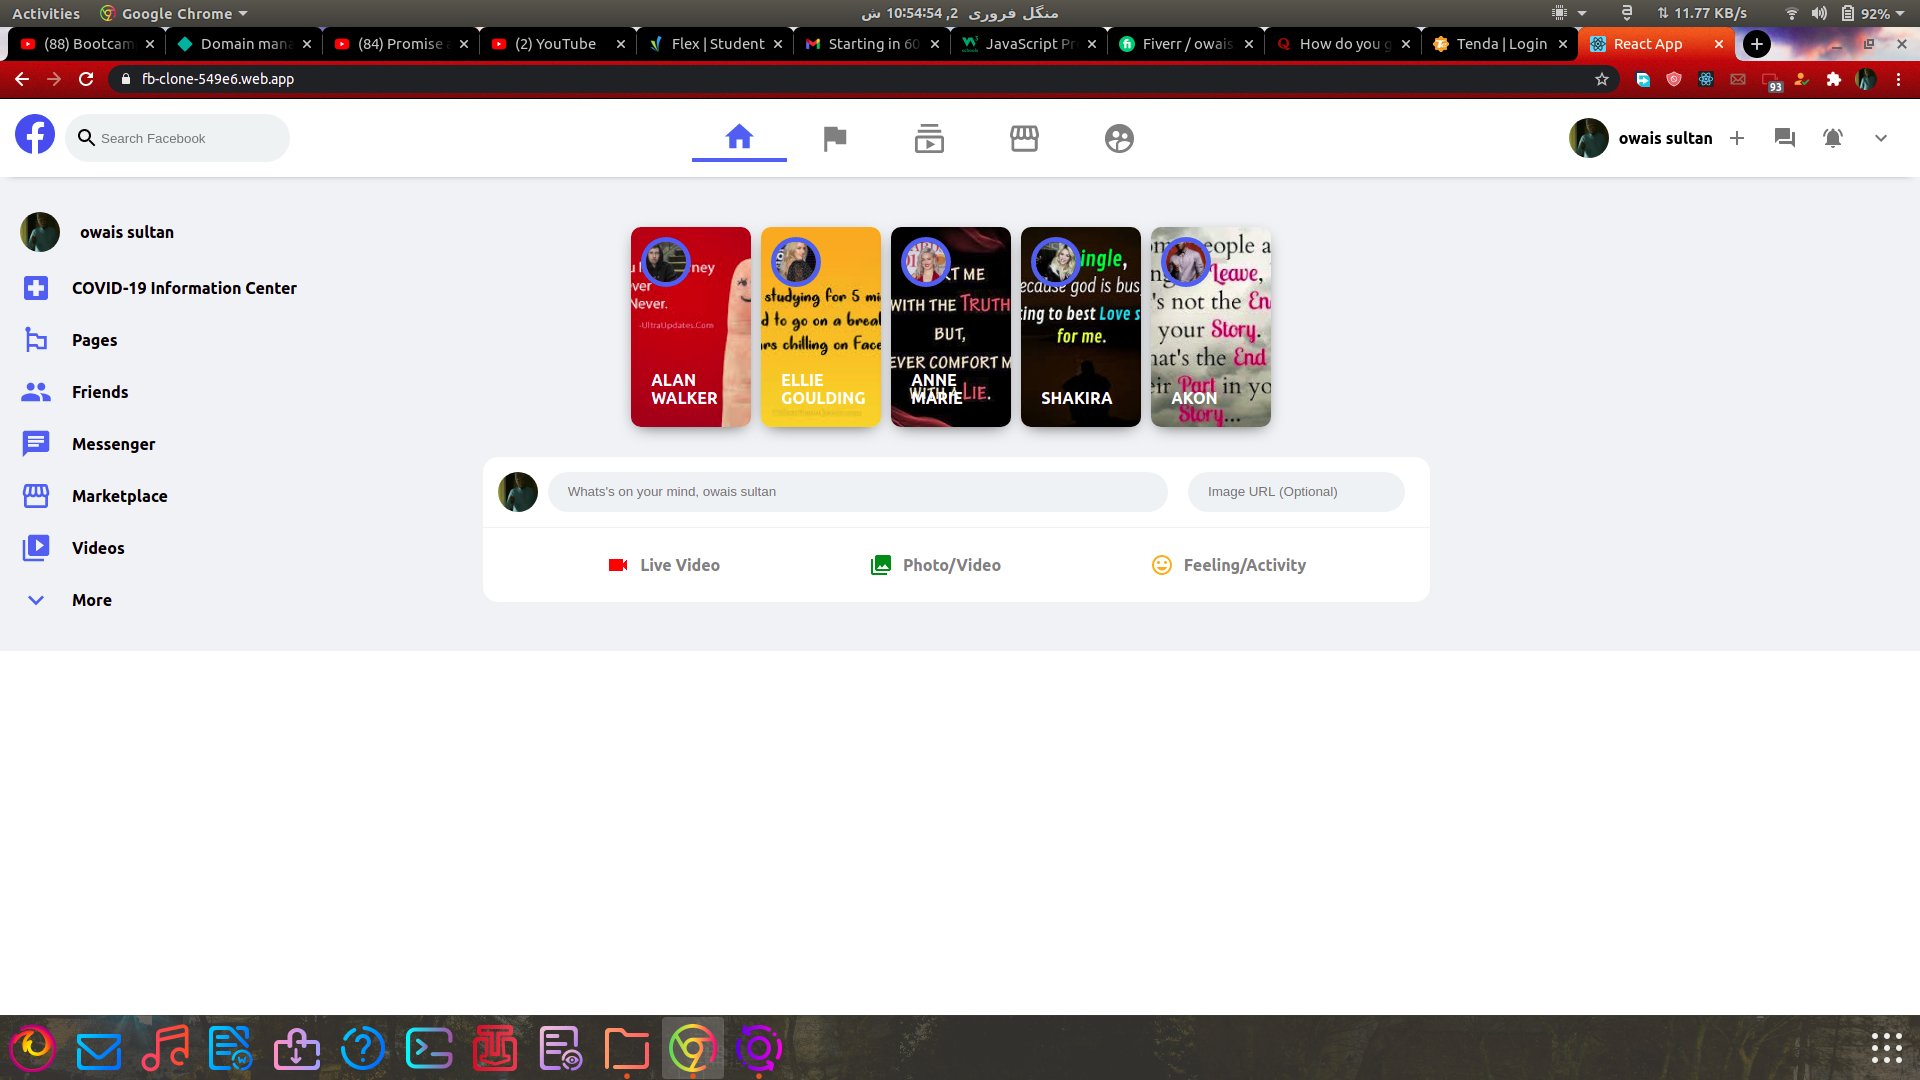 Activities
Google Chrome
منگل فروری 2, 10:54:54 ش
11.77 KB/s
92%
(88) Bootcam
Domain mana
(84) Promise a
(2) YouTube
Flex | Student
Starting in 60
JavaScript Pr
Fiverr / owais
How do you g
Tenda | Login
React App
fb-clone-549e6.web.app
93
Search Facebook
owais sultan
owais sultan
COVID-19 Information Center
Pages
Friends
Messenger
Marketplace
Videos
More
ney
ver
Never.
-UltraUpdates.Com
ALAN
WALKER
studying for 5 mi
d to go on a brea
rs chilling on Face
ELLIE
GOULDING
RT ME
WITH THE TRUTH
BUT,
EVER COMFORT M
WITH A LIE.
ANNE
MARIE
ingle,
ecause god is bus
ing to best Love s
for me.
SHAKIRA
ome people a
Leave,
's not the En
your Story.
hat's the End
eir Part in yo
Story...
AKON
Whats's on your mind, owais sultan
Image URL (Optional)
Live Video
Photo/Video
Feeling/Activity